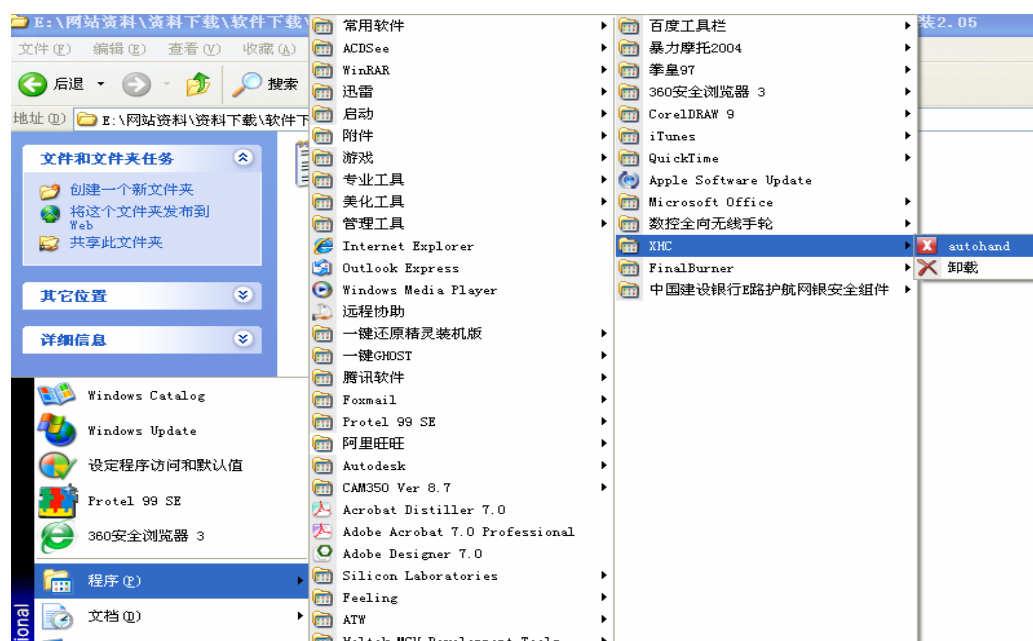 E:\网站资料\资料下载\软件下载\
装2.05
文件(F) 编辑(E) 查看(V) 收藏(A)
后退 搜索
地址(D) E:\网站资料\资料下载\软件下
文件和文件夹任务
创建一个新文件夹
将这个文件夹发布到
Web
共享此文件夹
其它位置
详细信息
Windows Catalog
Windows Update
设定程序访问和默认值
Protel 99 SE
360安全浏览器 3
程序(P)
文档(D)
ional
常用软件
ACDSee
WinRAR
迅雷
启动
附件
游戏
专业工具
美化工具
管理工具
Internet Explorer
Outlook Express
Windows Media Player
远程协助
一键还原精灵装机版
一键GHOST
腾讯软件
Foxmail
Protel 99 SE
阿里旺旺
Autodesk
CAM350 Ver 8.7
Acrobat Distiller 7.0
Adobe Acrobat 7.0 Professional
Adobe Designer 7.0
Silicon Laboratories
Feeling
ATW
Holtek MCU Development Tools
百度工具栏
暴力摩托2004
拳皇97
360安全浏览器 3
CorelDRAW 9
iTunes
QuickTime
Apple Software Update
Microsoft Office
数控全向无线手轮
XHC
FinalBurner
中国建设银行E路护航网银安全组件
autohand
卸载